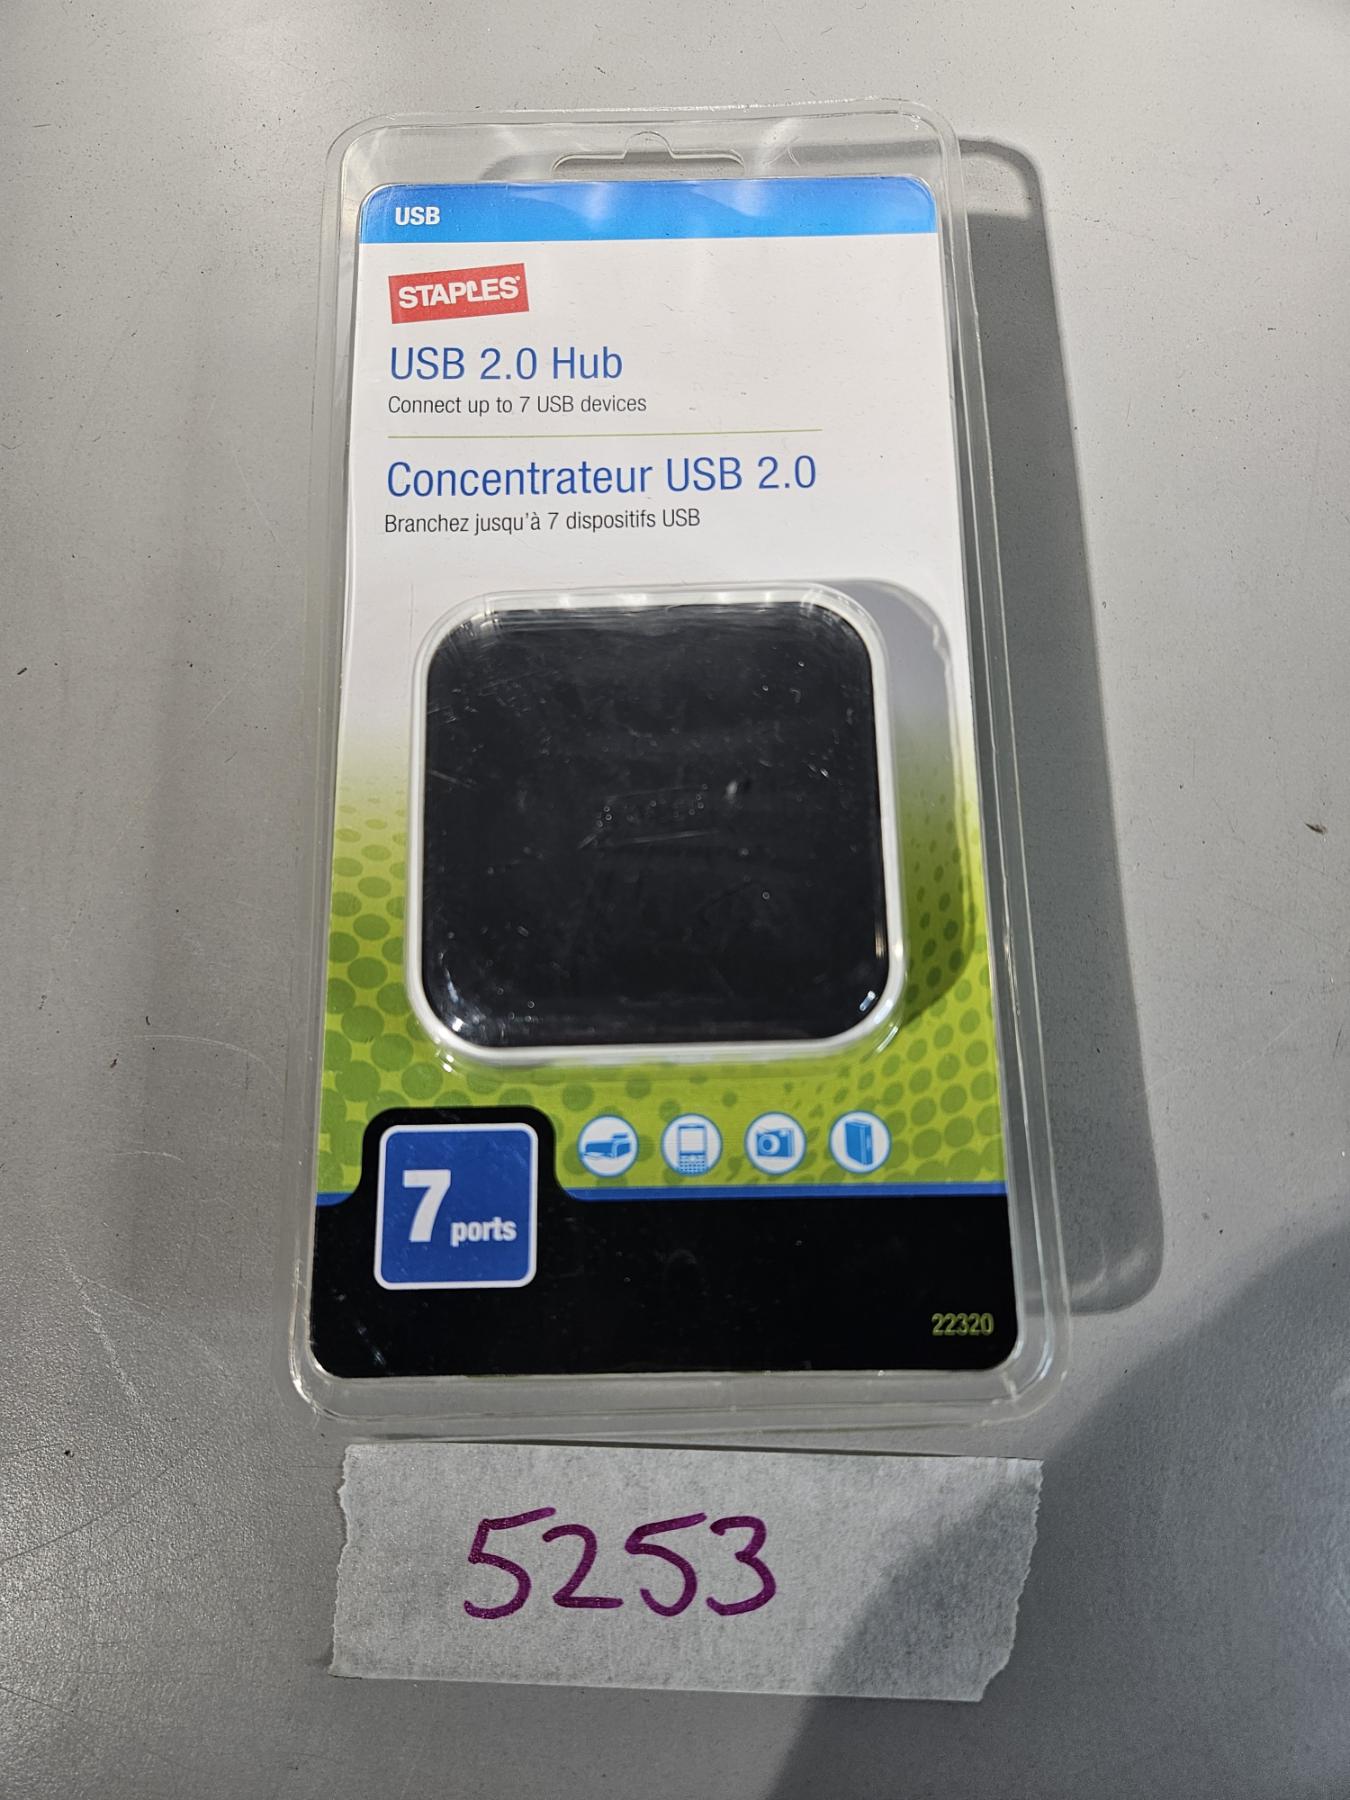 USB
STAPLES
USB 2.0 Hub
Connect up to 7 USB devices
Concentrateur USB 2.0
Branchez jusqu'à 7 dispositifs USB
7 ports
22320
5253